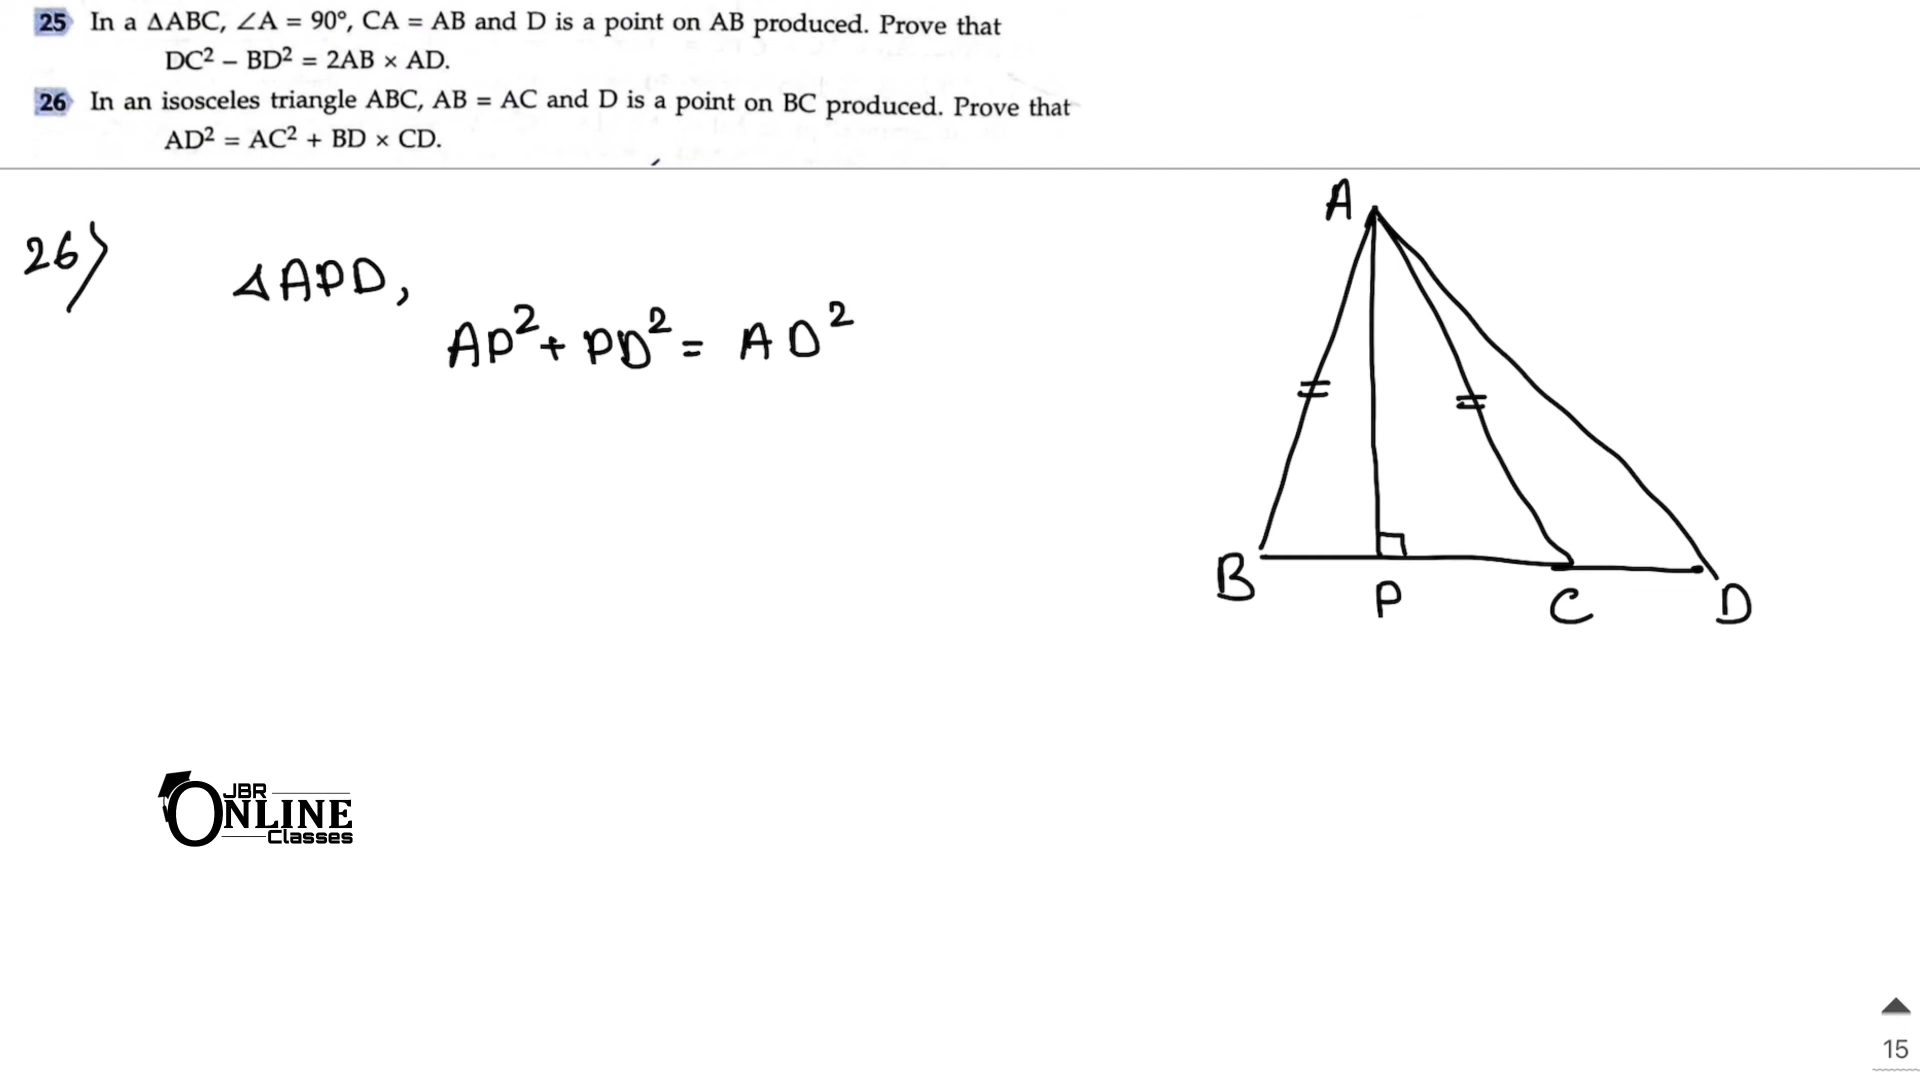 25 In a ΔABC, ∠A = 90°, CA = AB and D is a point on AB produced. Prove that
DC² – BD² = 2AB × AD.
26 In an isosceles triangle ABC, AB = AC and D is a point on BC produced. Prove that
AD² = AC² + BD × CD.
26)
ΔAPD,
AP² + PD² = AD²
A
B
P
C
D
JBR
ONLINE
Classes
15